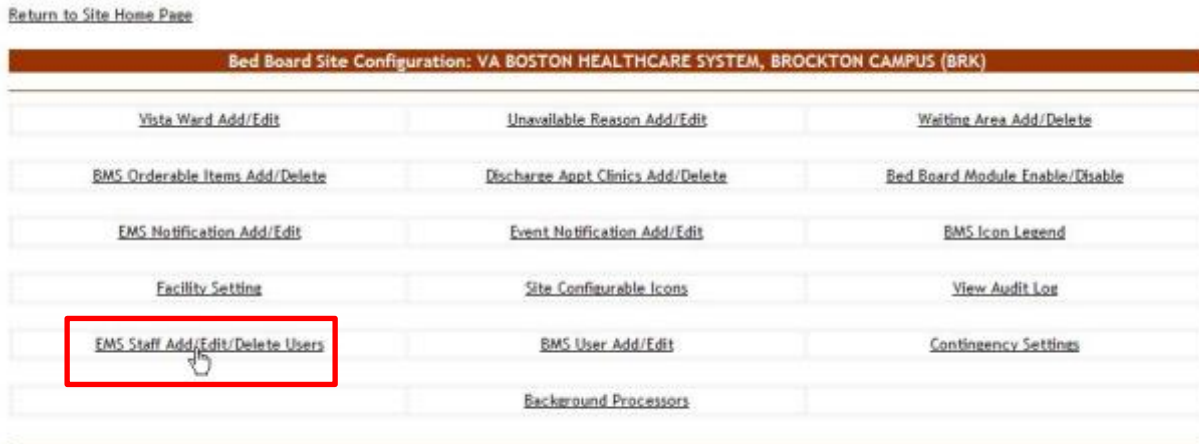 Return to Site Home Page
Bed Board Site Configuration: VA BOSTON HEALTHCARE SYSTEM, BROCKTON CAMPUS (BRK)
Vista Ward Add/Edit Unavailable Reason Add/Edit Waiting Area Add/Delete
BMS Orderable Items Add/Delete Discharge Appt Clinics Add/Delete Bed Board Module Enable/Disable
EMS Notification Add/Edit Event Notification Add/Edit BMS Icon Legend
Facility Setting Site Configurable Icons View Audit Log
EMS Staff Add/Edit/Delete Users BMS User Add/Edit Contingency Settings
Background Processors